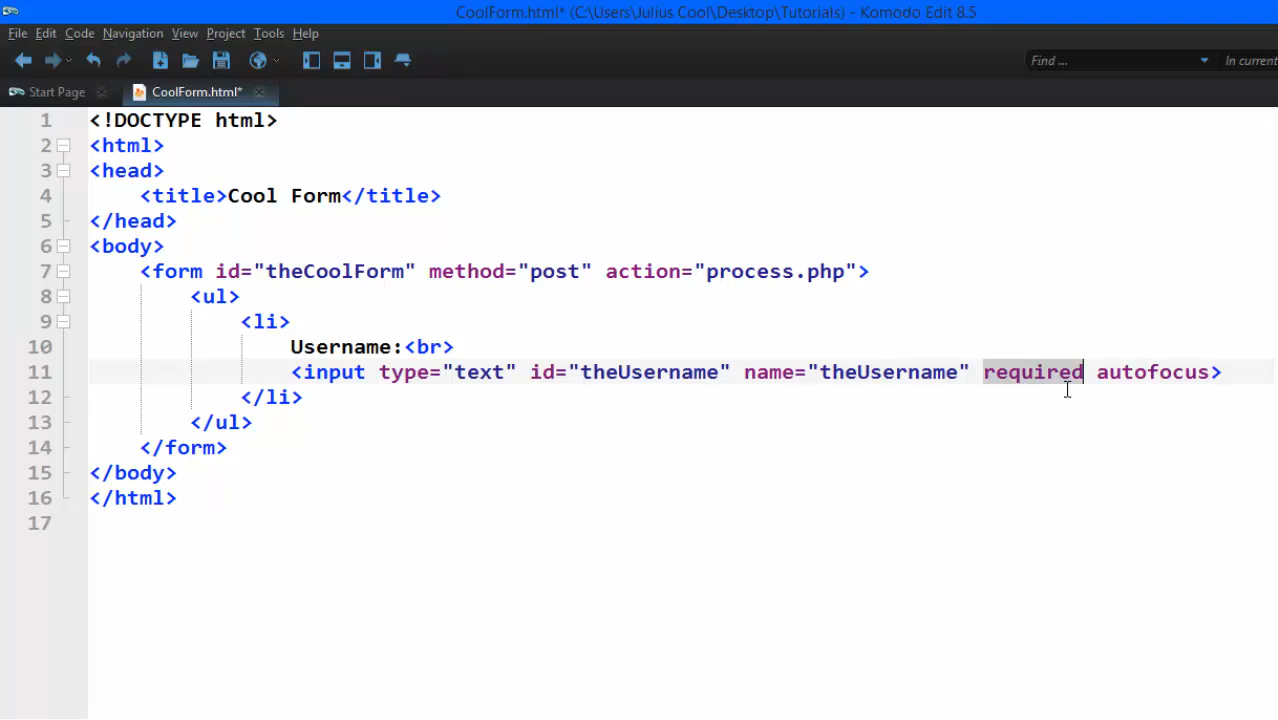 CoolForm.html* (C:\Users\Julius Cool\Desktop\Tutorials) - Komodo Edit 8.5
File Edit Code Navigation View Project Tools Help
Find ... In current
Start Page CoolForm.html*
1 <!DOCTYPE html>
2 <html>
3 <head>
4 <title>Cool Form</title>
5 </head>
6 <body>
7 <form id="theCoolForm" method="post" action="process.php">
8 <ul>
9 <li>
10 Username:<br>
11 <input type="text" id="theUsername" name="theUsername" required autofocus>
12 </li>
13 </ul>
14 </form>
15 </body>
16 </html>
17